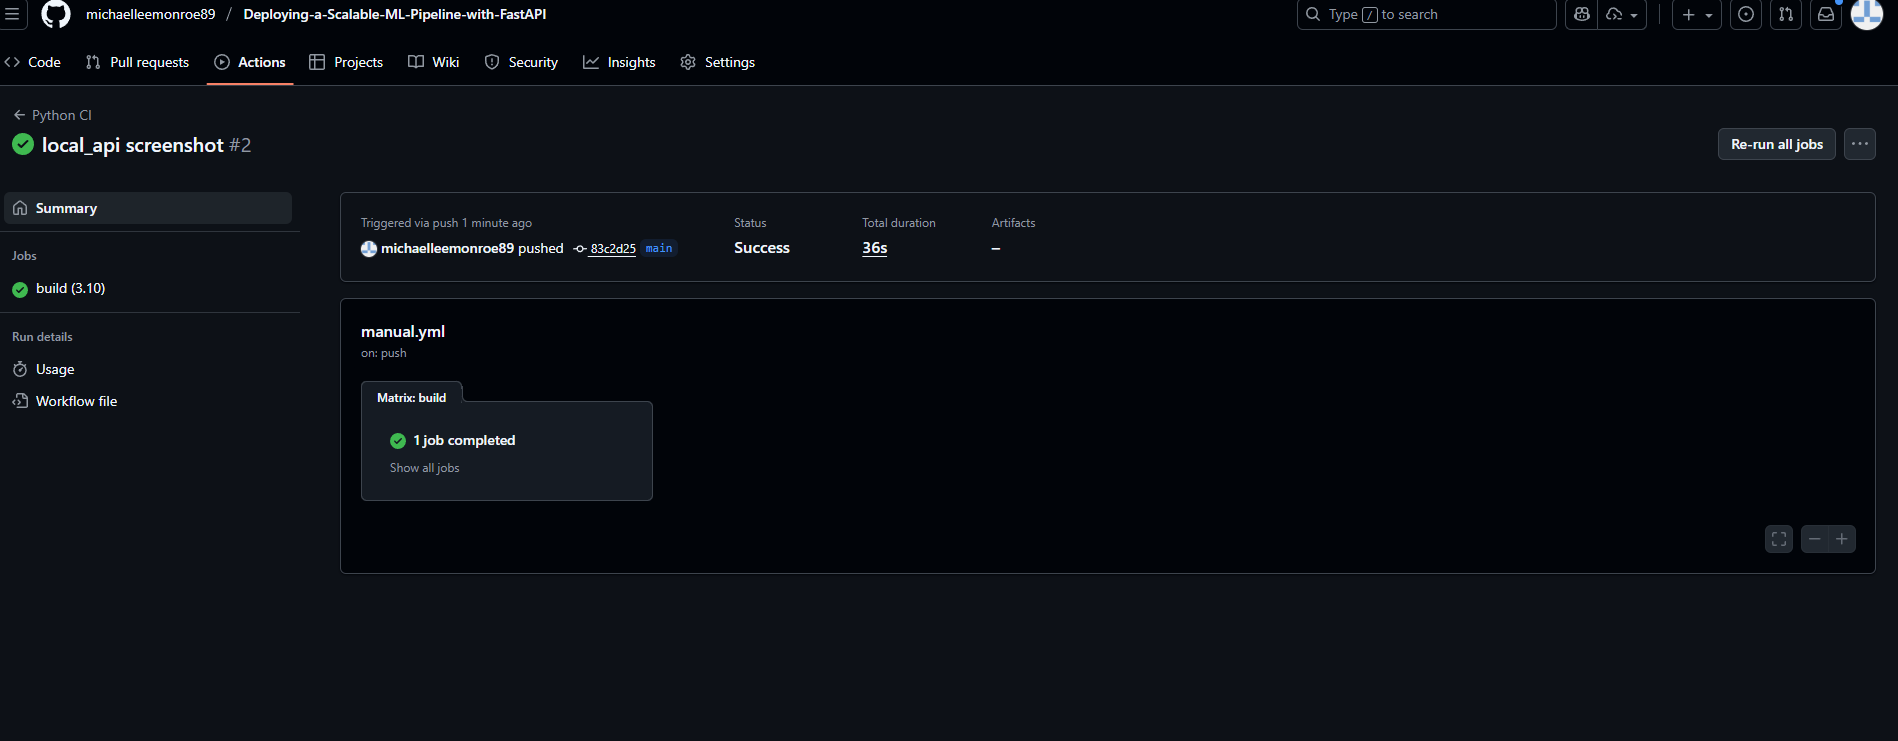 michaelleemonroe89 / Deploying-a-Scalable-ML-Pipeline-with-FastAPI
Type / to search
Code Pull requests Actions Projects Wiki Security Insights Settings
← Python CI
local_api screenshot #2
Re-run all jobs ···
Summary
Jobs
build (3.10)
Run details
Usage
Workflow file
Triggered via push 1 minute ago
michaelleemonroe89 pushed 83c2d25 main
Status
Success
Total duration
36s
Artifacts
–
manual.yml
on: push
Matrix: build
1 job completed
Show all jobs